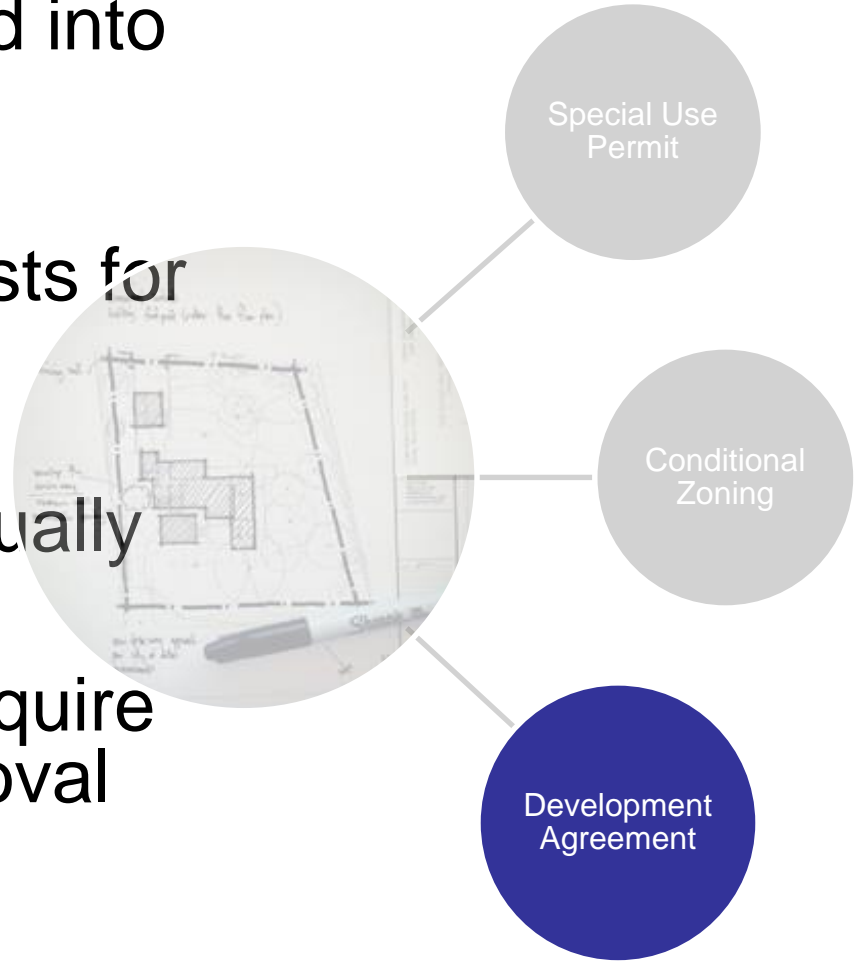 d into
sts for
ually
quire
oval
Special Use
Permit
Conditional
Zoning
Development
Agreement